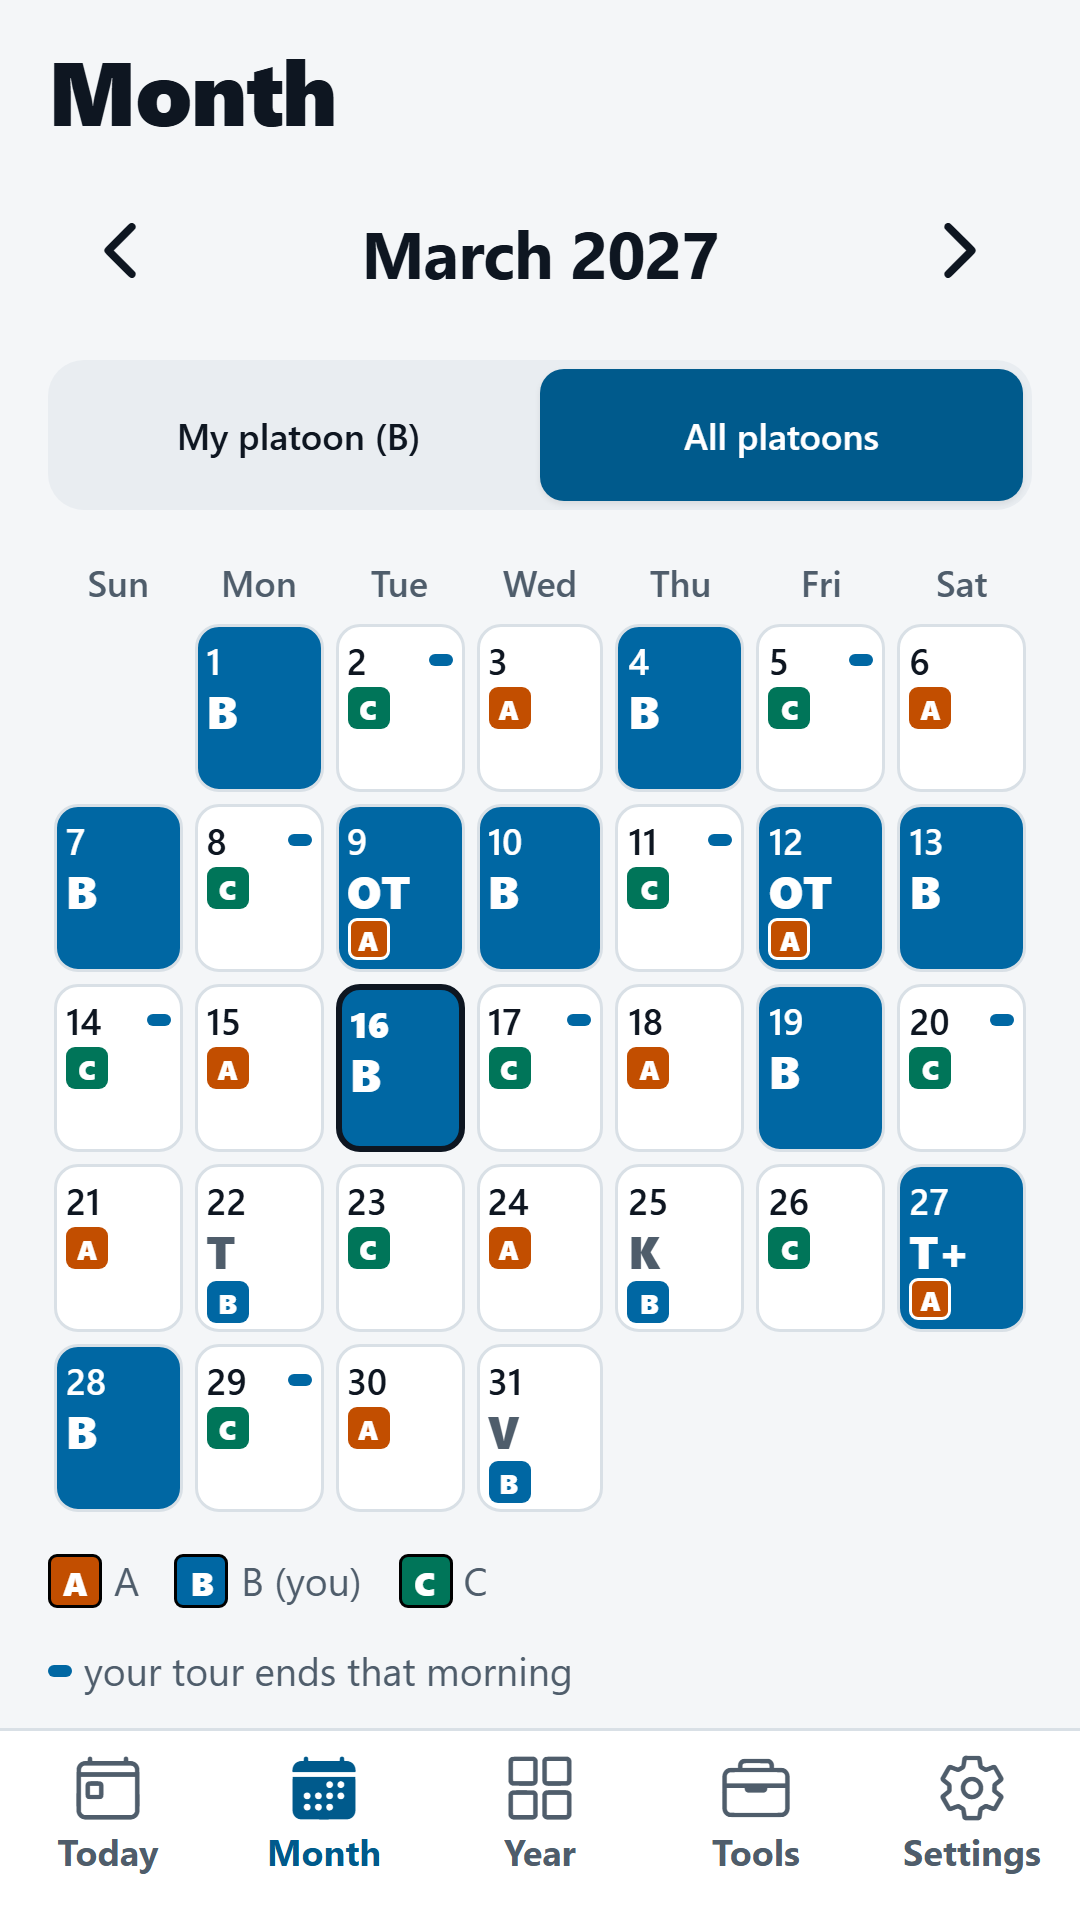 Month
March 2027
My platoon (B) All platoons
Sun Mon Tue Wed Thu Fri Sat
1 2 3 4 5 6
B C A B C A
7 8 9 10 11 12 13
B C OT B C OT B
A A
14 15 16 17 18 19 20
C A B C A B C
21 22 23 24 25 26 27
A T C A K C T+
B B A
28 29 30 31
B C A V
B
A A B B (you) C C
your tour ends that morning
Today Month Year Tools Settings